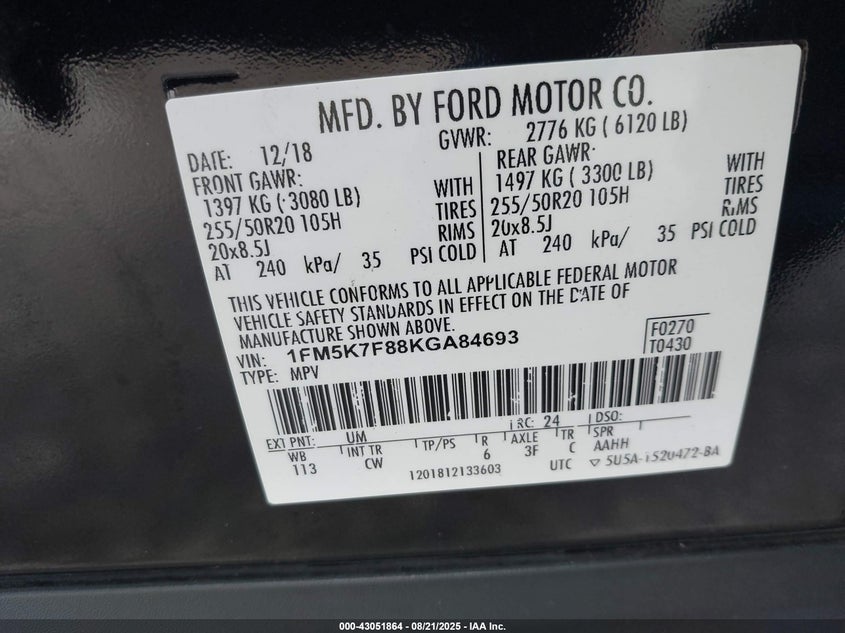 MFD. BY FORD MOTOR CO.
DATE: 12/18
GVWR: 2776 KG ( 6120 LB)
FRONT GAWR:
1397 KG ( 3080 LB)
WITH
255/50R20 105H
TIRES
20x8.5J
RIMS
AT 240 kPa/ 35 PSI COLD
REAR GAWR:
1497 KG ( 3300 LB)
WITH
255/50R20 105H
TIRES
20x8.5J
RIMS
AT 240 kPa/ 35 PSI COLD
THIS VEHICLE CONFORMS TO ALL APPLICABLE FEDERAL MOTOR
VEHICLE SAFETY STANDARDS IN EFFECT ON THE DATE OF
MANUFACTURE SHOWN ABOVE.
VIN: 1FM5K7F88KGA84693
TYPE: MPV
F0270
T0430
EXT PNT: UM RC: 24 DSO:
WB INT TR TP/PS R AXLE TR SPR
113 CW 6 3F C AAHH
1201812133603 UTC 5U5A-1520472-BA
000-43051864 - 08/21/2025 - IAA Inc.